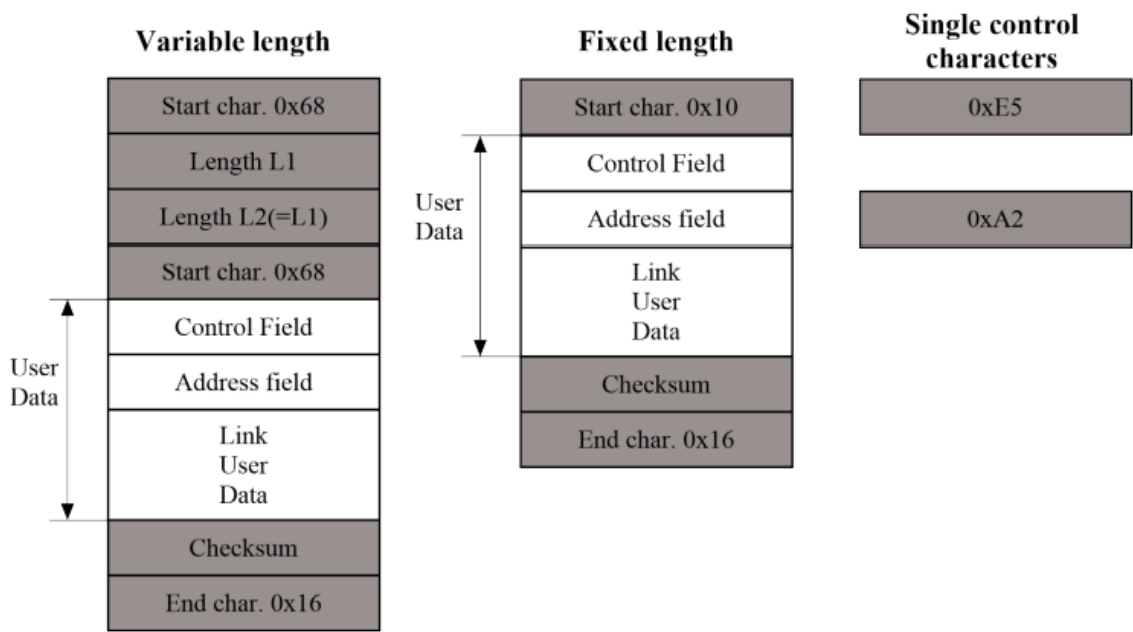 Variable length
Start char. 0x68
Length L1
Length L2(=L1)
Start char. 0x68
User
Data
Control Field
Address field
Link
User
Data
Checksum
End char. 0x16
Fixed length
Start char. 0x10
User
Data
Control Field
Address field
Link
User
Data
Checksum
End char. 0x16
Single control
characters
0xE5
0xA2